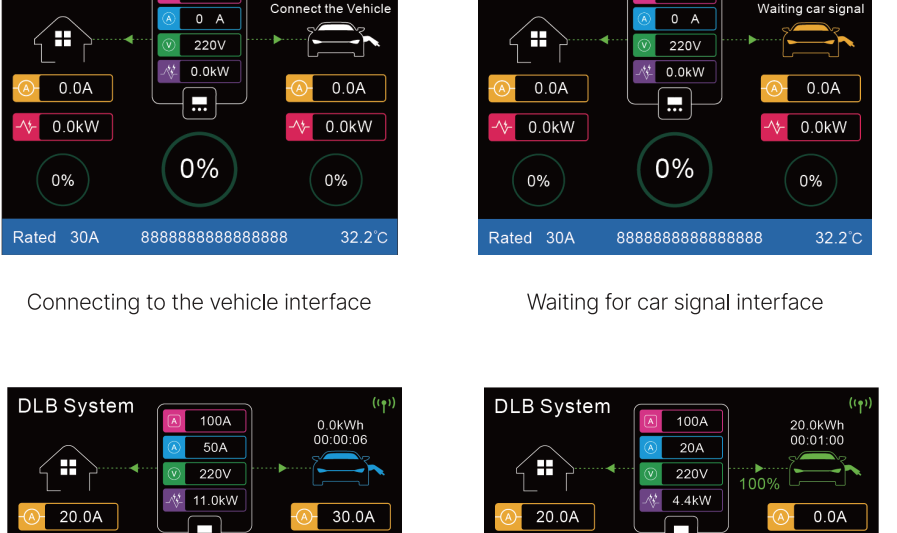 Connect the Vehicle
0 A
220V
0.0kW
0.0A
0.0A
0.0kW
0.0kW
0%
0%
0%
Rated 30A 8888888888888888 32.2°C
Connecting to the vehicle interface
Waiting car signal
0 A
220V
0.0kW
0.0A
0.0A
0.0kW
0.0kW
0%
0%
0%
Rated 30A 8888888888888888 32.2°C
Waiting for car signal interface
DLB System
A 100A
A 50A
V 220V
11.0kW
0.0kWh
00:00:06
A 20.0A
A 30.0A
DLB System
A 100A
A 20A
V 220V
4.4kW
20.0kWh
00:01:00
100%
A 20.0A
A 0.0A